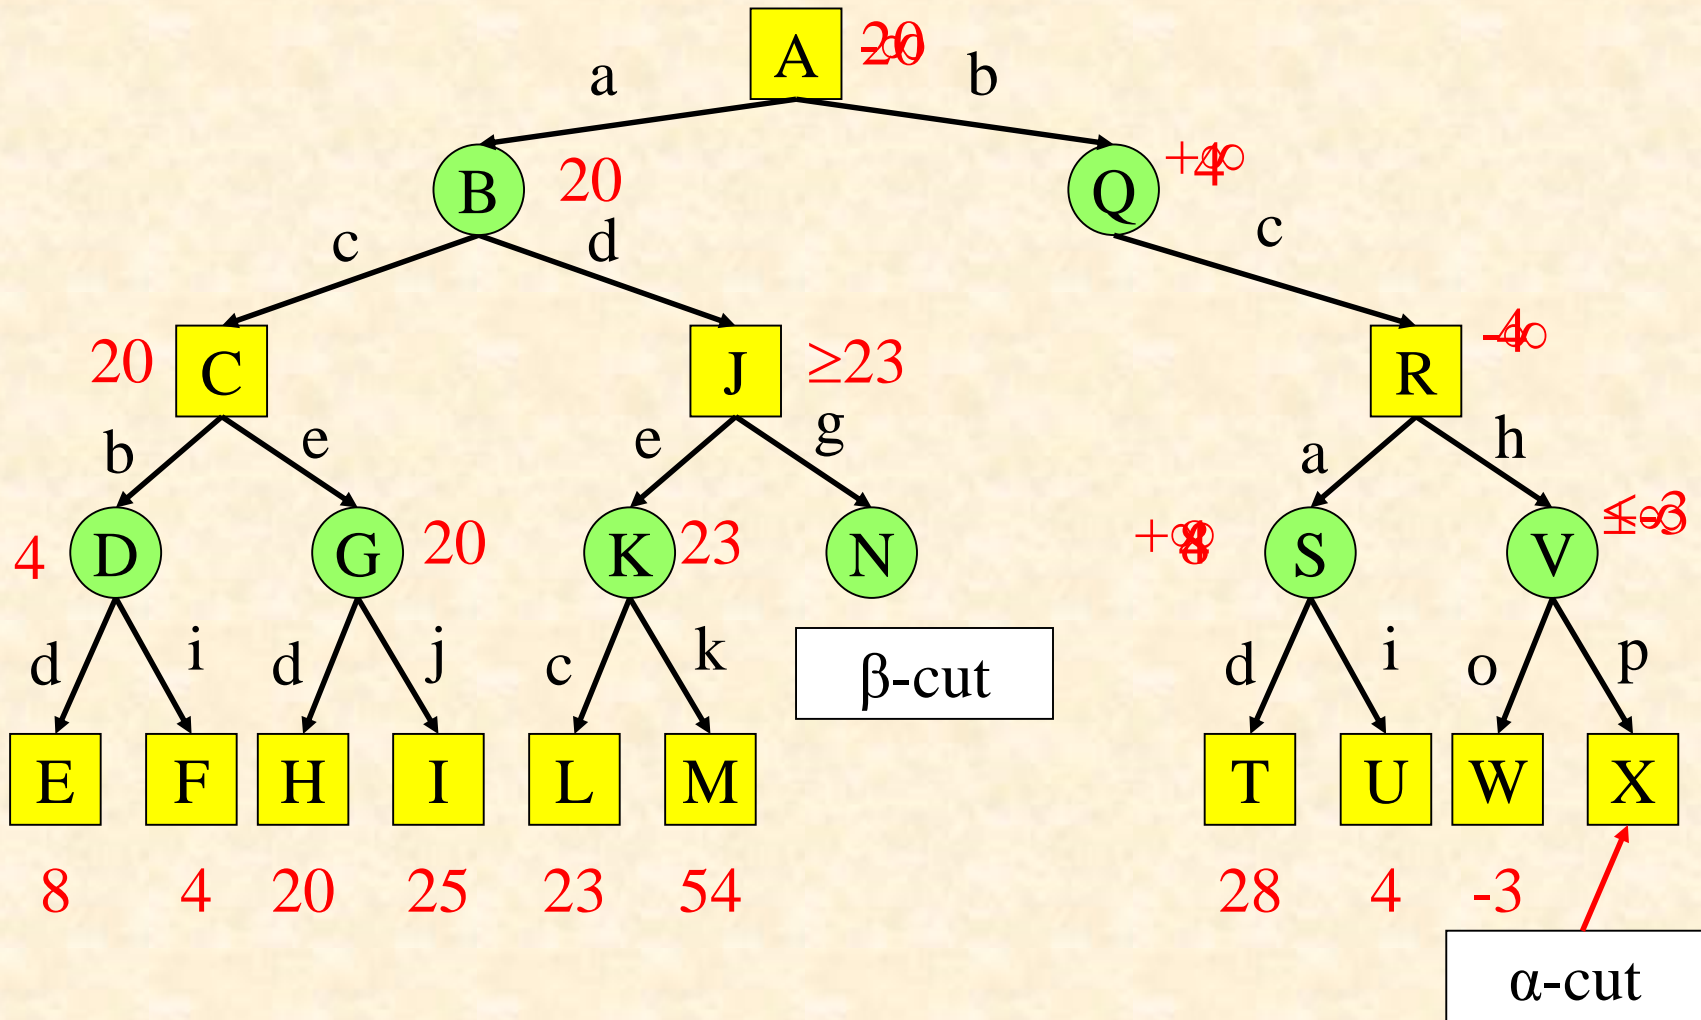 A
a
b
B
20
Q
c
d
c
20
C
J
≥23
R
b
e
e
g
a
h
4
D
G
20
K
23
N
S
V
d
i
d
j
c
k
β-cut
d
i
o
p
E
F
H
I
L
M
T
U
W
X
8
4
20
25
23
54
28
4
-3
α-cut